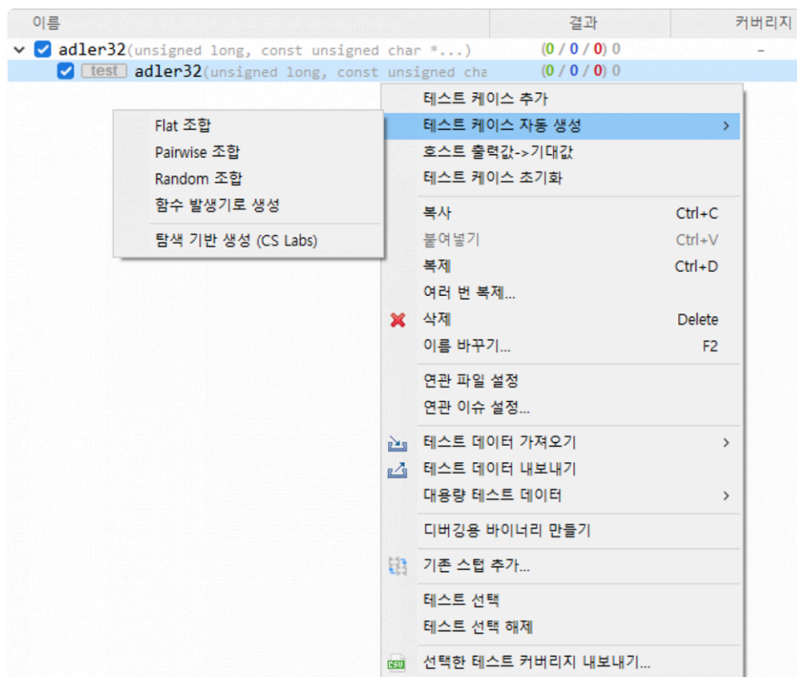 이름 결과 커버리지
adler32(unsigned long, const unsigned char *...) (0 / 0 / 0) 0 -
test adler32(unsigned long, const unsigned cha (0 / 0 / 0) 0
테스트 케이스 추가
테스트 케이스 자동 생성
Flat 조합
Pairwise 조합
Random 조합
함수 발생기로 생성
탐색 기반 생성 (CS Labs)
호스트 출력값->기대값
테스트 케이스 초기화
복사 Ctrl+C
붙여넣기 Ctrl+V
복제 Ctrl+D
여러 번 복제...
삭제 Delete
이름 바꾸기... F2
연관 파일 설정
연관 이슈 설정...
테스트 데이터 가져오기
테스트 데이터 내보내기
대용량 테스트 데이터
디버깅용 바이너리 만들기
기존 스텁 추가...
테스트 선택
테스트 선택 해제
CSV 선택한 테스트 커버리지 내보내기...